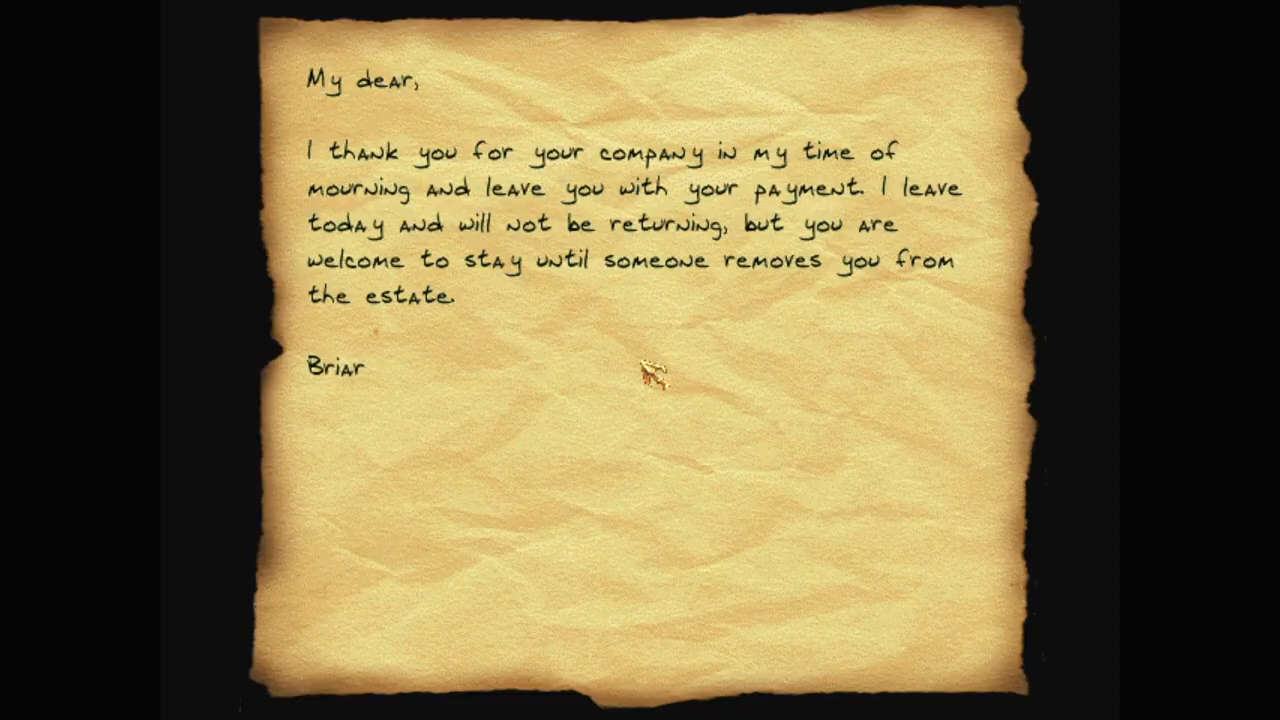 My dear,
I thank you for your company in my time of
mourning and leave you with your payment. I leave
today and will not be returning, but you are
welcome to stay until someone removes you from
the estate.
Briar